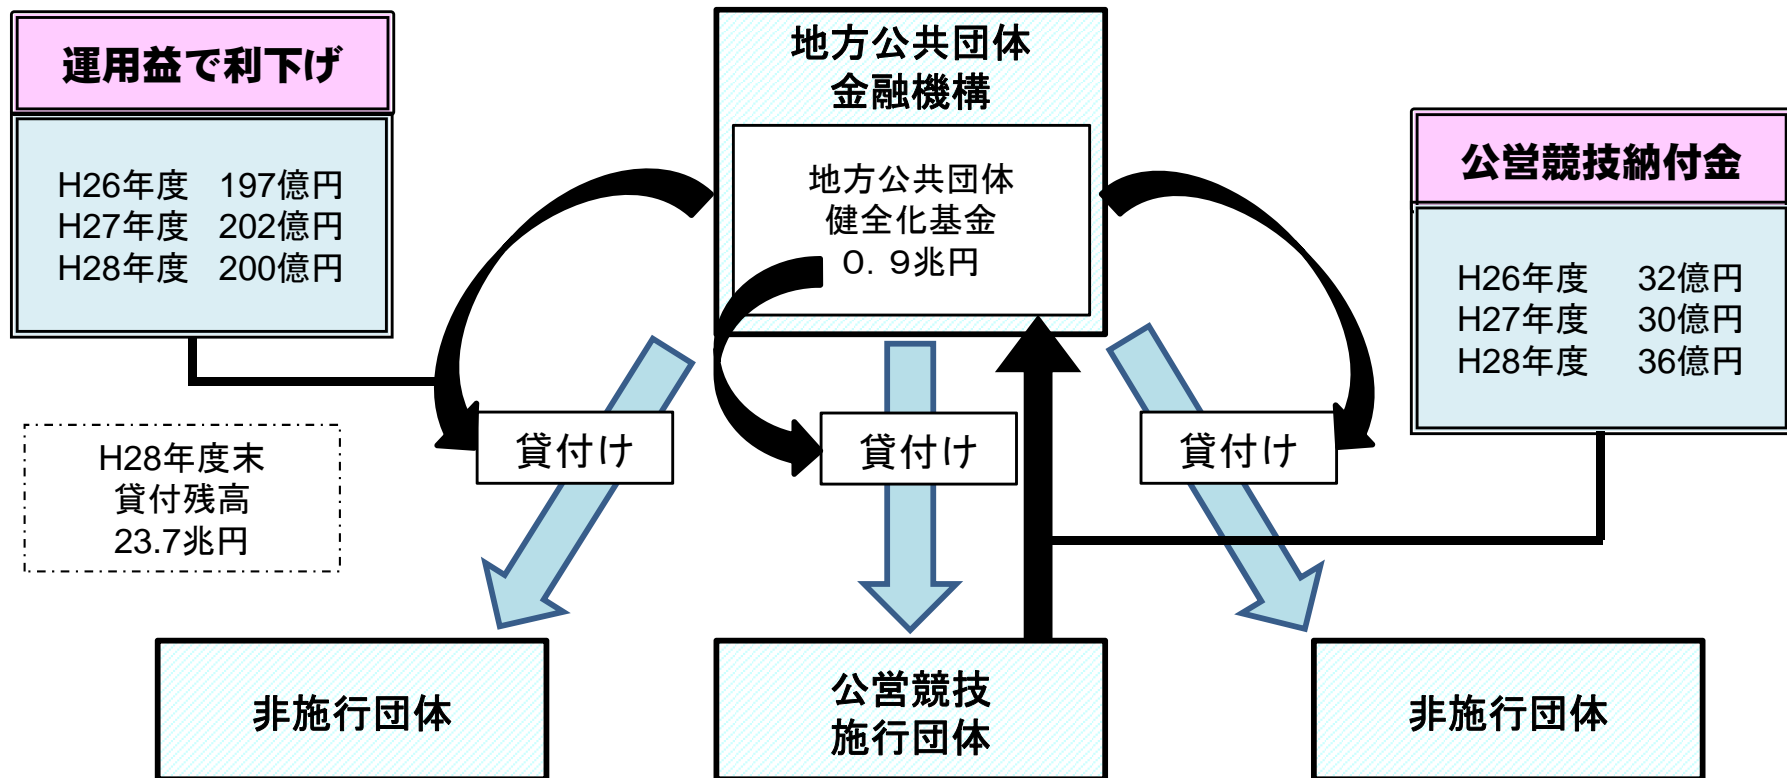 運用益で利下げ
H26年度 197億円
H27年度 202億円
H28年度 200億円
地方公共団体
金融機構
地方公共団体
健全化基金
0．9兆円
公営競技納付金
H26年度 32億円
H27年度 30億円
H28年度 36億円
H28年度末
貸付残高
23.7兆円
貸付け
貸付け
貸付け
非施行団体
公営競技
施行団体
非施行団体